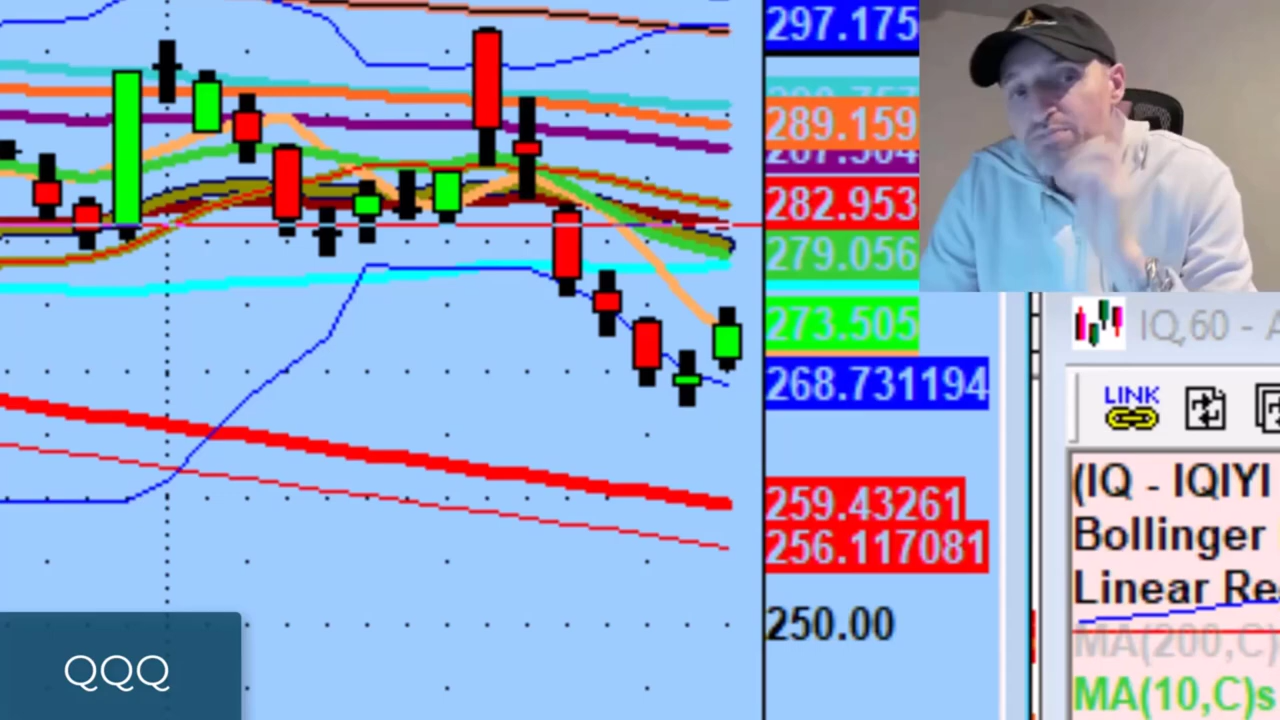 297.175
289.159
282.953
279.056
273.505
268.731194
259.43261
256.117081
250.00
IQ,60 -
LINK
(IQ - IQIYI
Bollinger
Linear Re
MA(200,C)
MA(10,C)s
QQQ